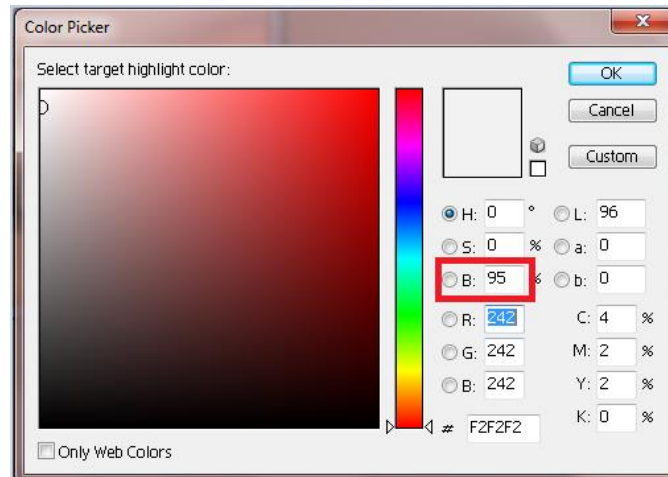 Color Picker
Select target highlight color:
OK
Cancel
Custom
H: 0 ° L: 96
S: 0 % a: 0
B: 95 % b: 0
R: 242 C: 4 %
G: 242 M: 2 %
B: 242 Y: 2 %
# F2F2F2 K: 0 %
Only Web Colors